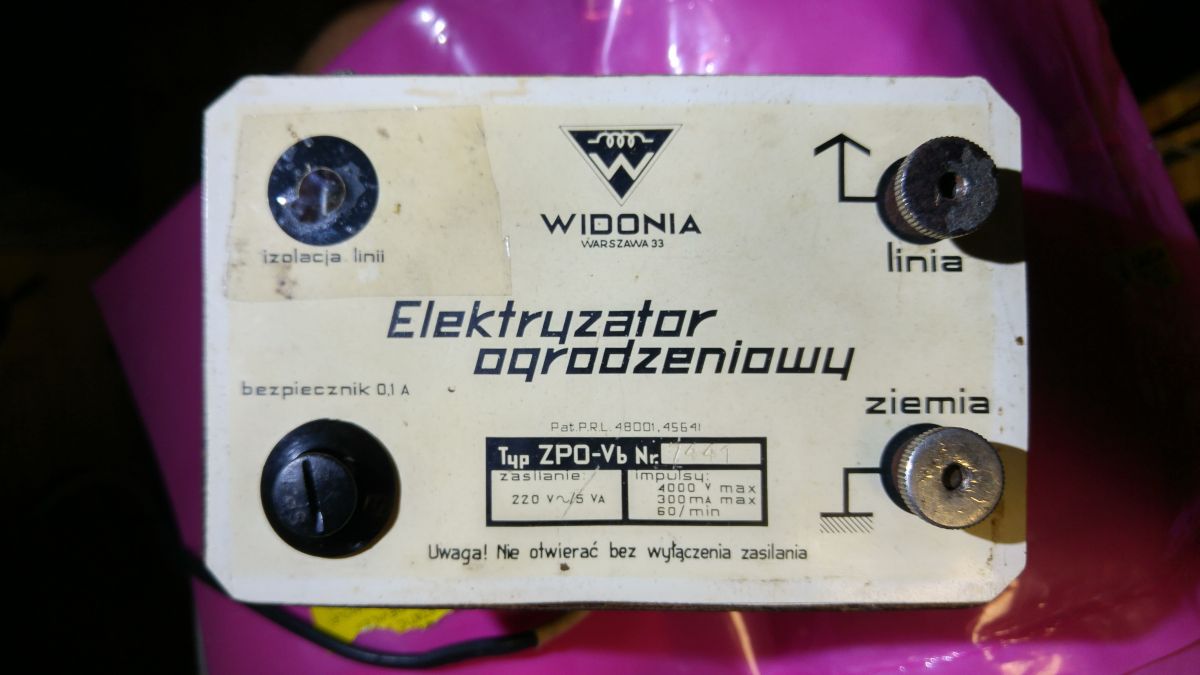 WIDONIA
WARSZAWA 33
izolacja linii
linia
Elektryzator
ogrodzeniowy
bezpiecznik 0,1 A
ziemia
Pat. P.R.L. 48001, 45641
Typ ZPO-Vb Nr.
zasilanie:
220 V~/5 VA
impulsy:
4000 V max
300 mA max
60/min
Uwaga! Nie otwierać bez wyłączenia zasilania